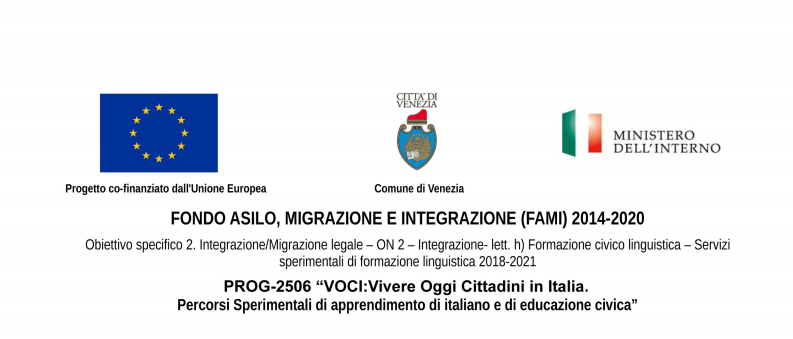 CITTA' DI
VENEZIA
MINISTERO
DELL'INTERNO
Progetto co-finanziato dall'Unione Europea
Comune di Venezia
FONDO ASILO, MIGRAZIONE E INTEGRAZIONE (FAMI) 2014-2020
Obiettivo specifico 2. Integrazione/Migrazione legale – ON 2 – Integrazione- lett. h) Formazione civico linguistica – Servizi
sperimentali di formazione linguistica 2018-2021
PROG-2506 “VOCI:Vivere Oggi Cittadini in Italia.
Percorsi Sperimentali di apprendimento di italiano e di educazione civica”